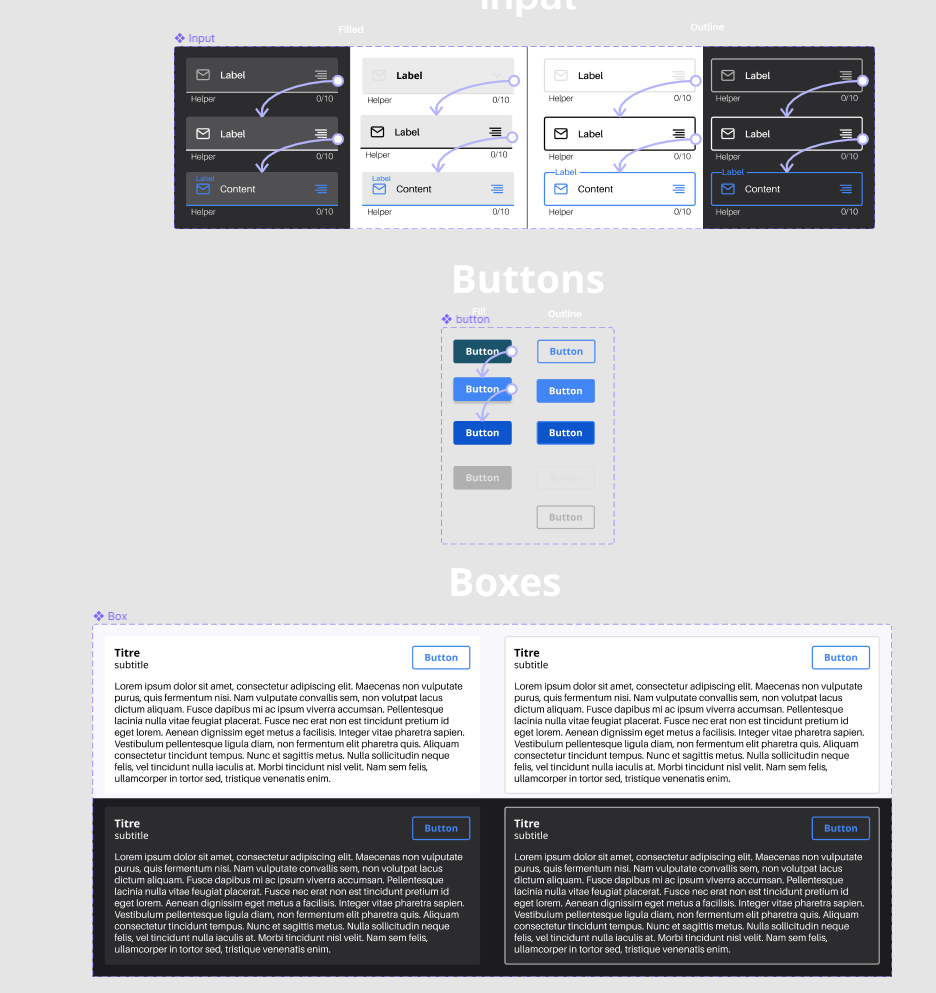 Input
Filled
Outline
Input
Label
Helper
0/10
Label
Helper
0/10
Label
Content
Helper
0/10
Label
Helper
0/10
Label
Helper
0/10
Label
Content
Helper
0/10
Label
Helper
0/10
Label
Helper
0/10
Label
Content
Helper
0/10
Label
Helper
0/10
Label
Helper
0/10
Label
Content
Helper
0/10
Buttons
Fill
Outline
button
Button
Button
Button
Button
Button
Button
Button
Button
Button
Boxes
Box
Titre
subtitle
Button
Lorem ipsum dolor sit amet, consectetur adipiscing elit. Maecenas non vulputate
purus, quis fermentum nisi. Nam vulputate convallis sem, non volutpat lacus
dictum aliquam. Fusce dapibus mi ac ipsum viverra accumsan. Pellentesque
lacinia nulla vitae feugiat placerat. Fusce nec erat non est tincidunt pretium id
eget lorem. Aenean dignissim eget metus a facilisis. Integer vitae pharetra sapien.
Vestibulum pellentesque ligula diam, non fermentum elit pharetra quis. Aliquam
consectetur tincidunt tempus. Nunc et sagittis metus. Nulla sollicitudin neque
felis, vel tincidunt nulla iaculis at. Morbi tincidunt nisl velit. Nam sem felis,
ullamcorper in tortor sed, tristique venenatis enim.
Titre
subtitle
Button
Lorem ipsum dolor sit amet, consectetur adipiscing elit. Maecenas non vulputate
purus, quis fermentum nisi. Nam vulputate convallis sem, non volutpat lacus
dictum aliquam. Fusce dapibus mi ac ipsum viverra accumsan. Pellentesque
lacinia nulla vitae feugiat placerat. Fusce nec erat non est tincidunt pretium id
eget lorem. Aenean dignissim eget metus a facilisis. Integer vitae pharetra sapien.
Vestibulum pellentesque ligula diam, non fermentum elit pharetra quis. Aliquam
consectetur tincidunt tempus. Nunc et sagittis metus. Nulla sollicitudin neque
felis, vel tincidunt nulla iaculis at. Morbi tincidunt nisl velit. Nam sem felis,
ullamcorper in tortor sed, tristique venenatis enim.
Titre
subtitle
Button
Lorem ipsum dolor sit amet, consectetur adipiscing elit. Maecenas non vulputate
purus, quis fermentum nisi. Nam vulputate convallis sem, non volutpat lacus
dictum aliquam. Fusce dapibus mi ac ipsum viverra accumsan. Pellentesque
lacinia nulla vitae feugiat placerat. Fusce nec erat non est tincidunt pretium id
eget lorem. Aenean dignissim eget metus a facilisis. Integer vitae pharetra sapien.
Vestibulum pellentesque ligula diam, non fermentum elit pharetra quis. Aliquam
consectetur tincidunt tempus. Nunc et sagittis metus. Nulla sollicitudin neque
felis, vel tincidunt nulla iaculis at. Morbi tincidunt nisl velit. Nam sem felis,
ullamcorper in tortor sed, tristique venenatis enim.
Titre
subtitle
Button
Lorem ipsum dolor sit amet, consectetur adipiscing elit. Maecenas non vulputate
purus, quis fermentum nisi. Nam vulputate convallis sem, non volutpat lacus
dictum aliquam. Fusce dapibus mi ac ipsum viverra accumsan. Pellentesque
lacinia nulla vitae feugiat placerat. Fusce nec erat non est tincidunt pretium id
eget lorem. Aenean dignissim eget metus a facilisis. Integer vitae pharetra sapien.
Vestibulum pellentesque ligula diam, non fermentum elit pharetra quis. Aliquam
consectetur tincidunt tempus. Nunc et sagittis metus. Nulla sollicitudin neque
felis, vel tincidunt nulla iaculis at. Morbi tincidunt nisl velit. Nam sem felis,
ullamcorper in tortor sed, tristique venenatis enim.